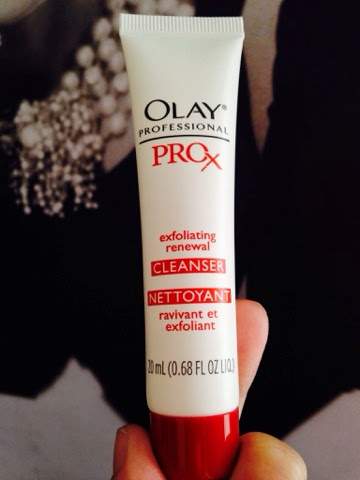 OLAY®
PROFESSIONAL
PROX
exfoliating
renewal
CLEANSER
NETTOYANT
ravivant et
exfoliant
20 mL (0.68 FL OZ LIQ.)